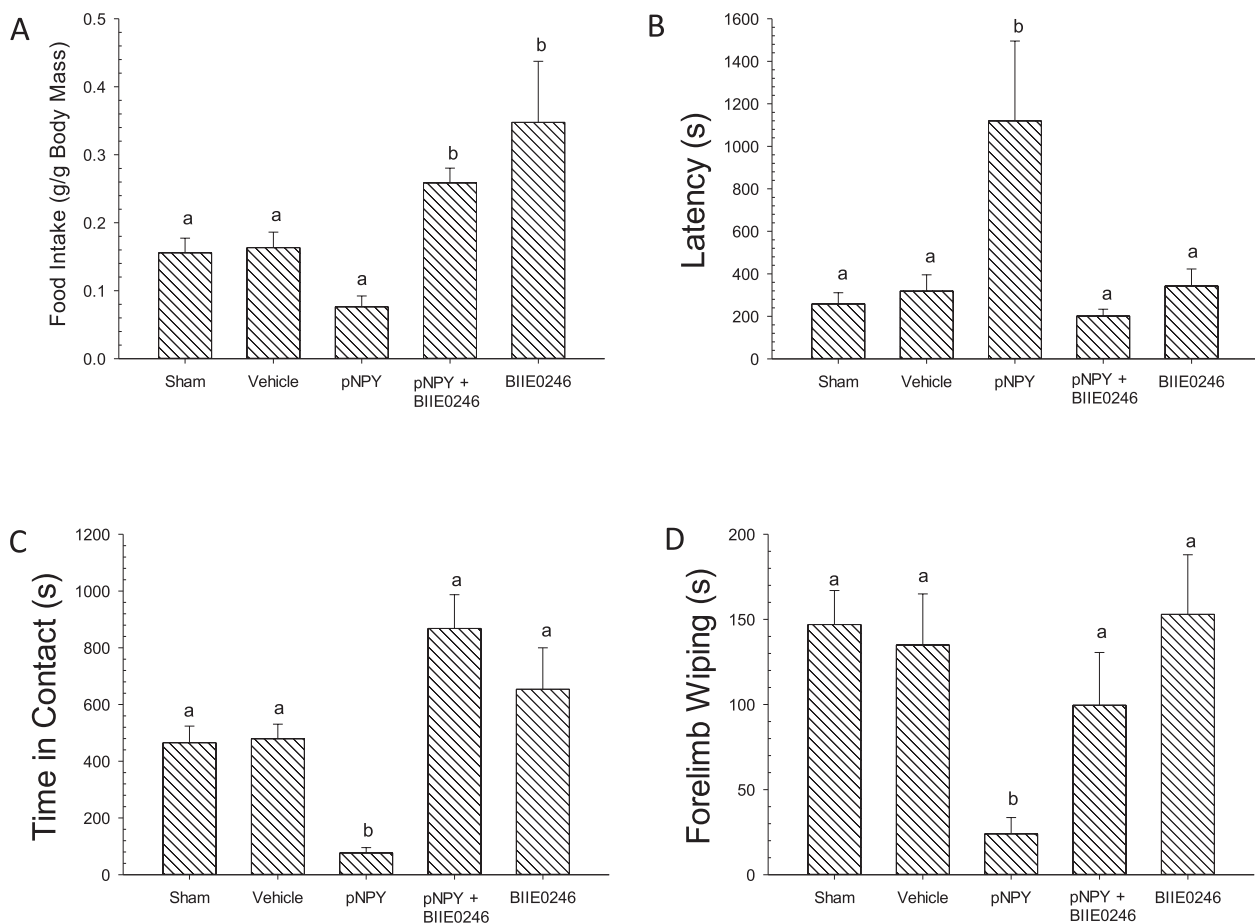 A
Food Intake (g/g Body Mass)
0.5
0.4
0.3
0.2
0.1
0.0
a
a
a
b
b
Sham
Vehicle
pNPY
pNPY +
BIIE0246
BIIE0246
B
Latency (s)
1600
1400
1200
1000
800
600
400
200
0
a
a
b
a
a
Sham
Vehicle
pNPY
pNPY +
BIIE0246
BIIE0246
C
Time in Contact (s)
1200
1000
800
600
400
200
0
a
a
b
a
a
Sham
Vehicle
pNPY
pNPY +
BIIE0246
BIIE0246
D
Forelimb Wiping (s)
200
150
100
50
0
a
a
b
a
a
Sham
Vehicle
pNPY
pNPY +
BIIE0246
BIIE0246